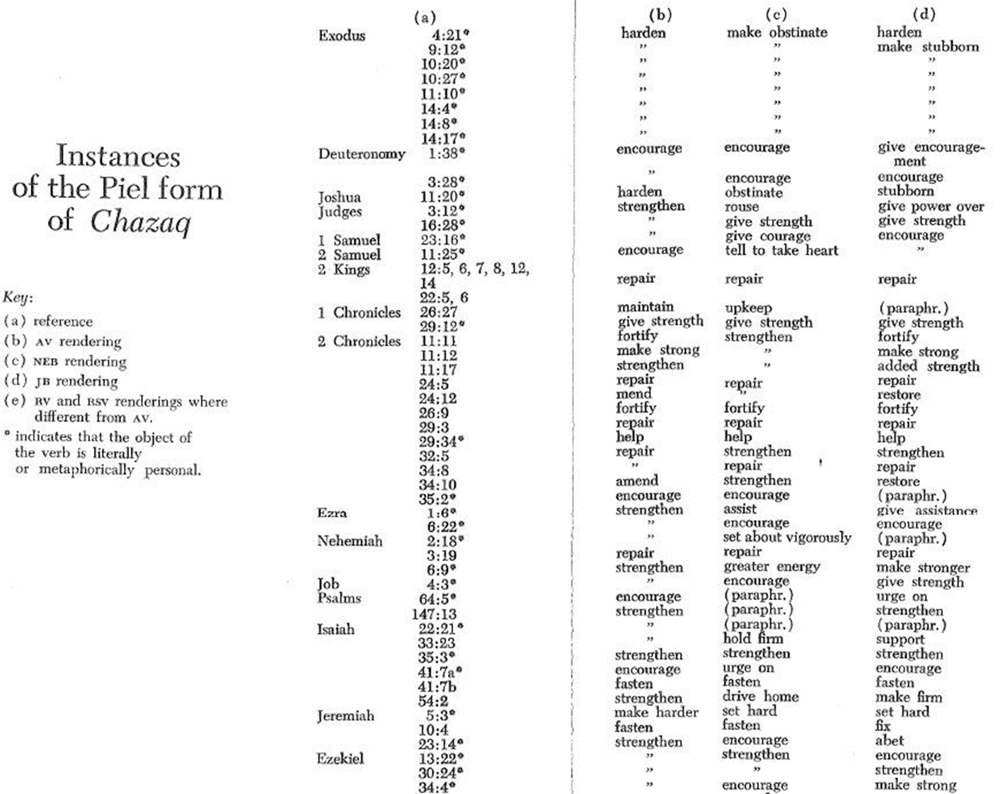 Instances
of the Piel form
of Chazaq
Key:
(a) reference
(b) AV rendering
(c) NEB rendering
(d) JB rendering
(e) RV and RSV renderings where
different from AV.
* indicates that the object of
the verb is literally
or metaphorically personal.
(a) (b) (c) (d)
Exodus 4:21* harden make obstinate harden
9:12* ” ” make stubborn
10:20* ” ” ”
10:27* ” ” ”
11:10* ” ” ”
14:4* ” ” ”
14:8* ” ” ”
14:17* ” ” ”
Deuteronomy 1:38* encourage encourage give encourage-
ment
3:28* ” encourage encourage
Joshua 11:20* harden obstinate stubborn
Judges 3:12* strengthen rouse give power over
16:28* ” give strength give strength
1 Samuel 23:16* ” give courage encourage
2 Samuel 11:25* encourage tell to take heart ”
2 Kings 12:5, 6, 7, 8, 12,
14 repair repair repair
22:5, 6
1 Chronicles 26:27 maintain upkeep (paraphr.)
29:12* give strength give strength give strength
2 Chronicles 11:11 fortify strengthen fortify
11:12 make strong ” make strong
11:17 strengthen ” added strength
24:5 repair repair repair
24:12 mend ” restore
26:9 fortify fortify fortify
29:3 repair repair repair
29:34* help help help
32:5 repair strengthen strengthen
34:8 ” repair repair
34:10 amend strengthen restore
35:2* encourage encourage (paraphr.)
Ezra 1:6* strengthen assist give assistance
6:22* ” encourage encourage
Nehemiah 2:18* ” set about vigorously (paraphr.)
3:19 repair repair repair
6:9* strengthen greater energy make stronger
Job 4:3* ” encourage give strength
Psalms 64:5* encourage (paraphr.) urge on
147:13 strengthen (paraphr.) strengthen
Isaiah 22:21* ” (paraphr.) (paraphr.)
33:23 ” hold firm support
35:3* strengthen strengthen strengthen
41:7a* encourage urge on encourage
41:7b fasten fasten fasten
54:2 strengthen drive home make firm
Jeremiah 5:3* make harder set hard set hard
10:4 fasten fasten fix
23:14* strengthen encourage abet
Ezekiel 13:22* ” strengthen encourage
30:24* ” ” strengthen
34:4* ” encourage make strong